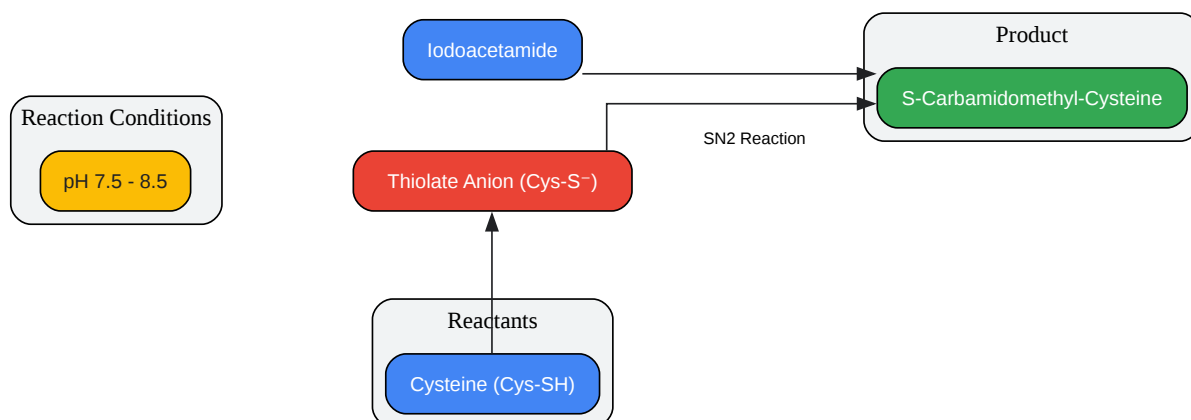 Iodoacetamide
Product
S-Carbamidomethyl-Cysteine
Reaction Conditions
pH 7.5 - 8.5
SN2 Reaction
Thiolate Anion (Cys-S⁻)
Reactants
Cysteine (Cys-SH)